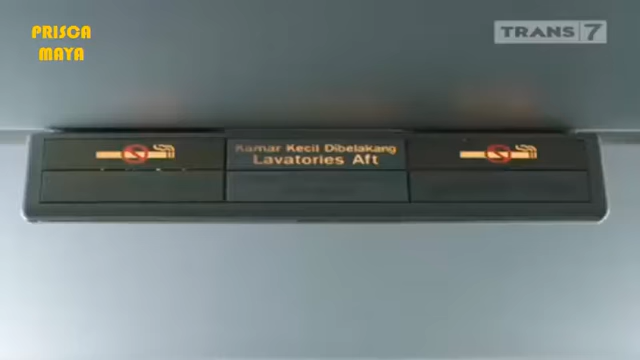 PRISCA
MAYA
TRANS|7
Kamar Kecil Dibelakang
Lavatories Aft